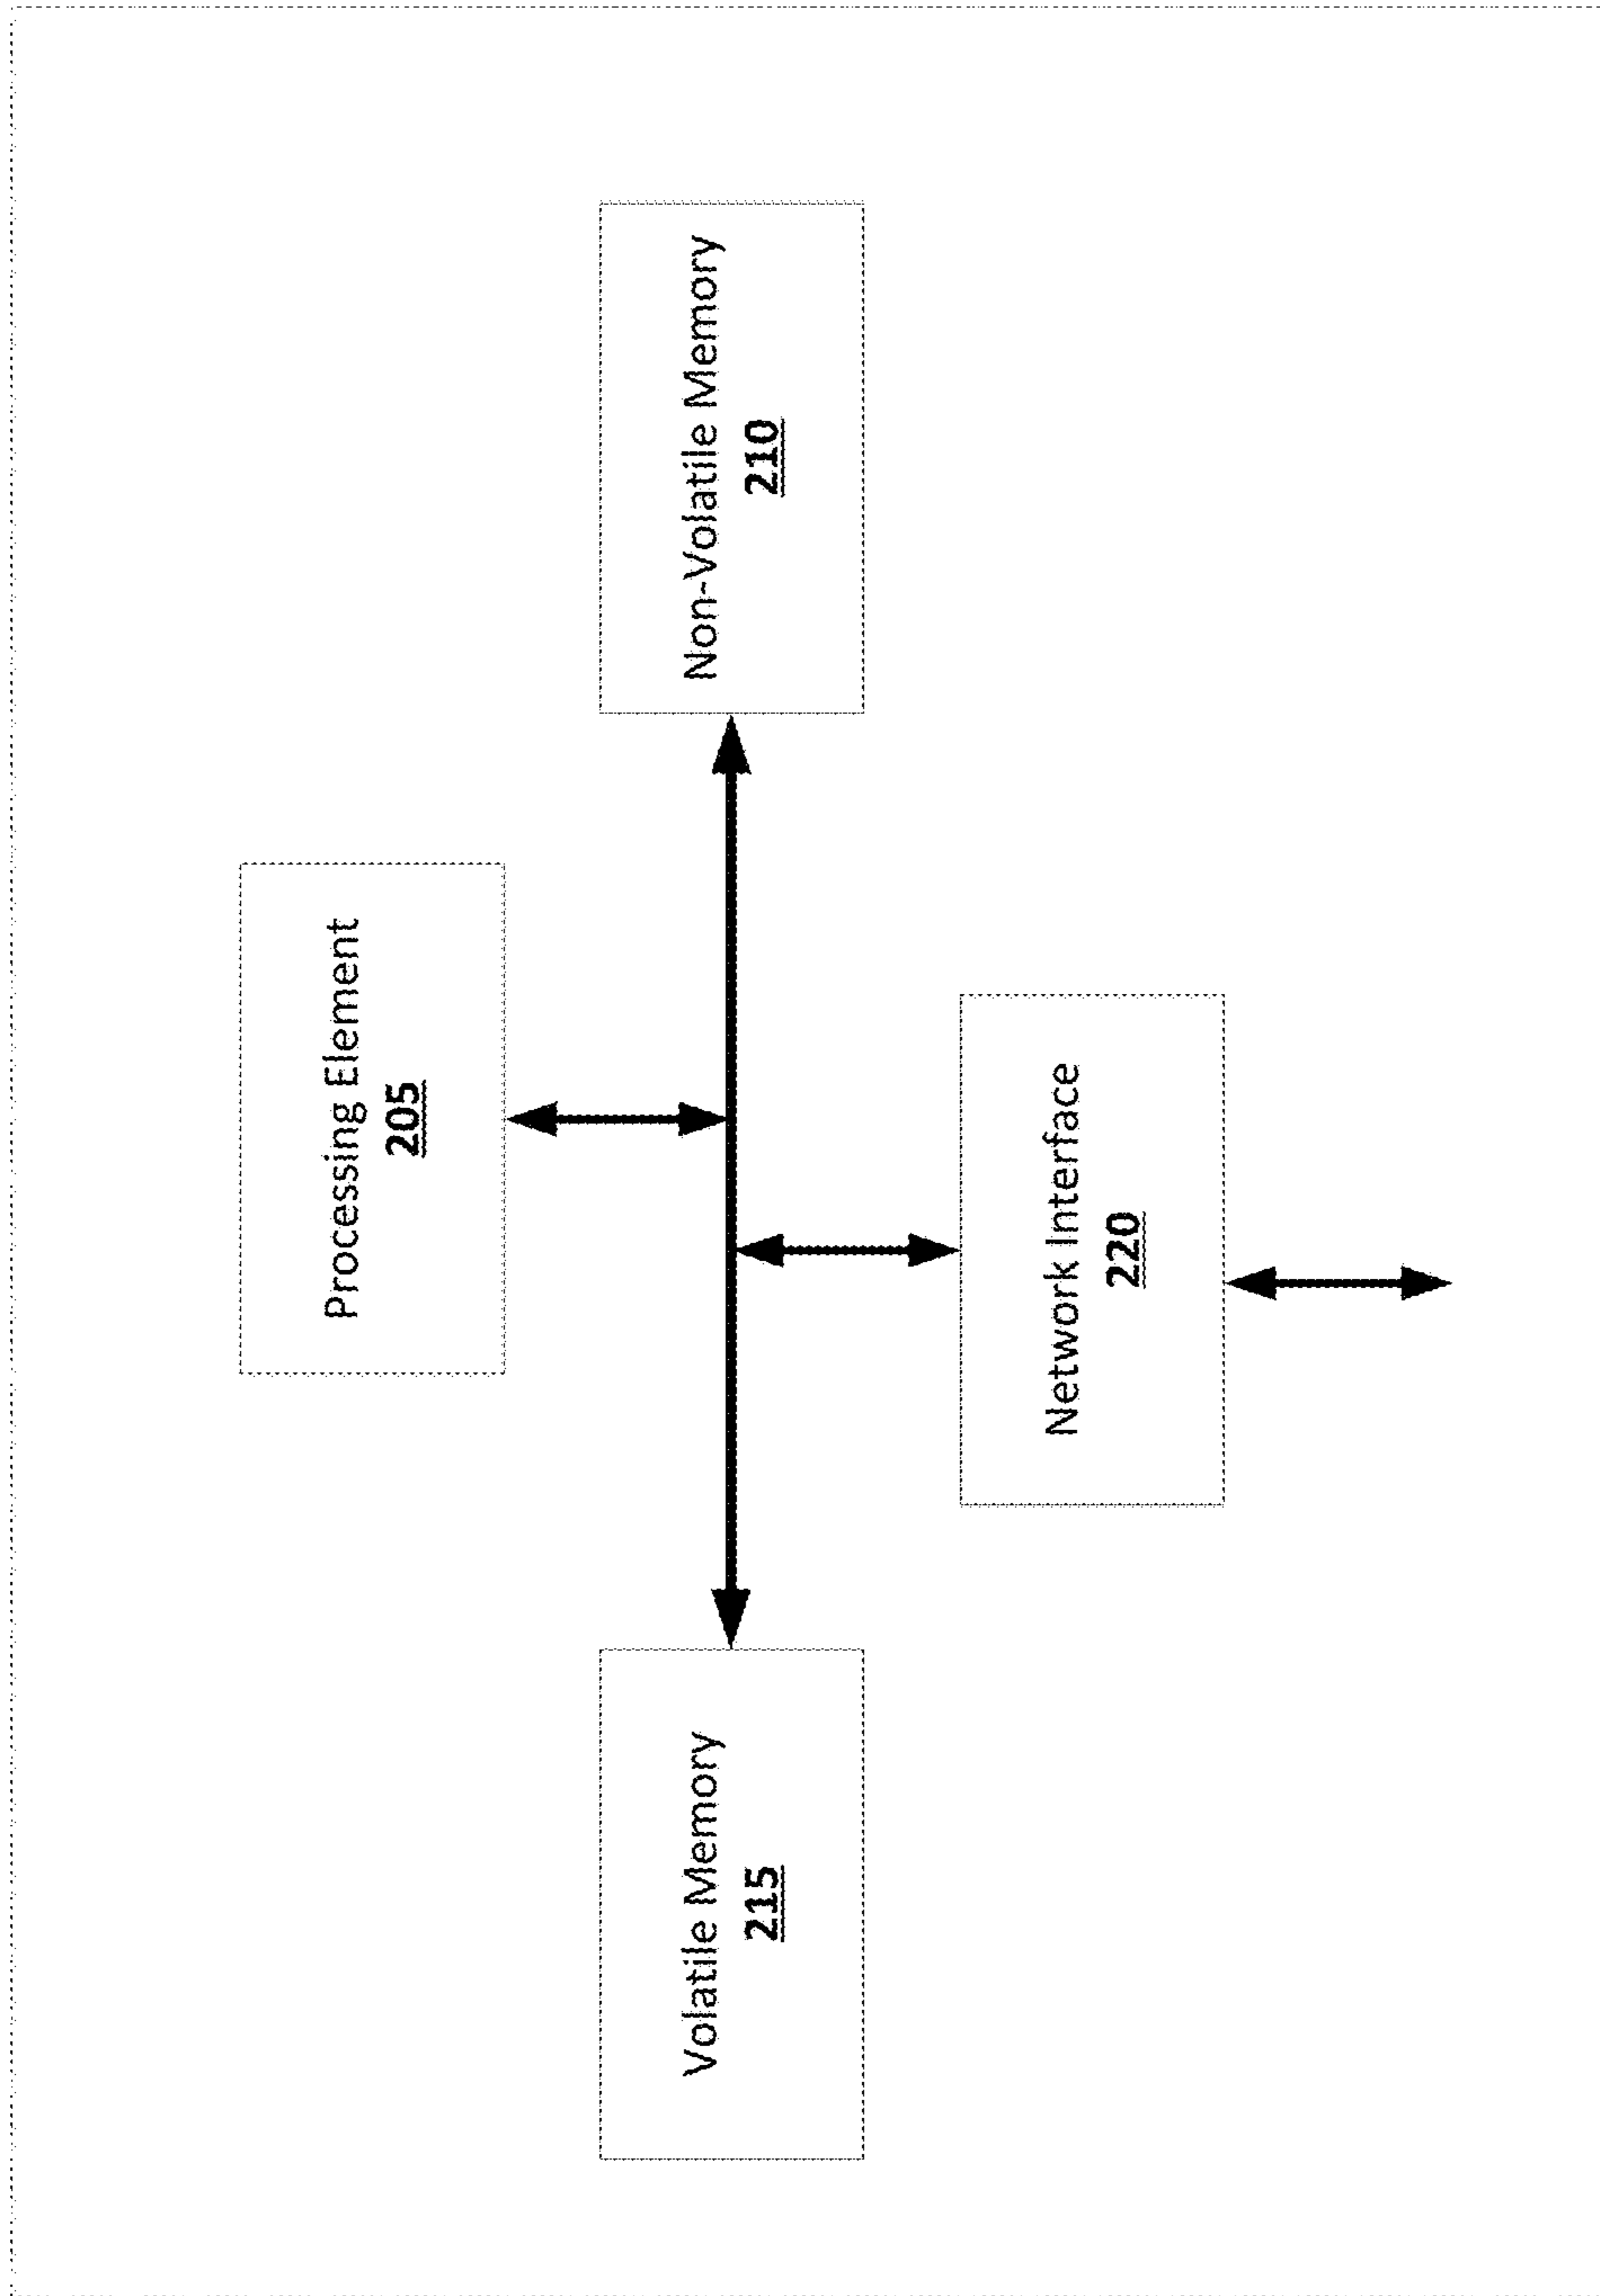 Processing Element
205
Volatile Memory
215
Non-Volatile Memory
210
Network Interface
220